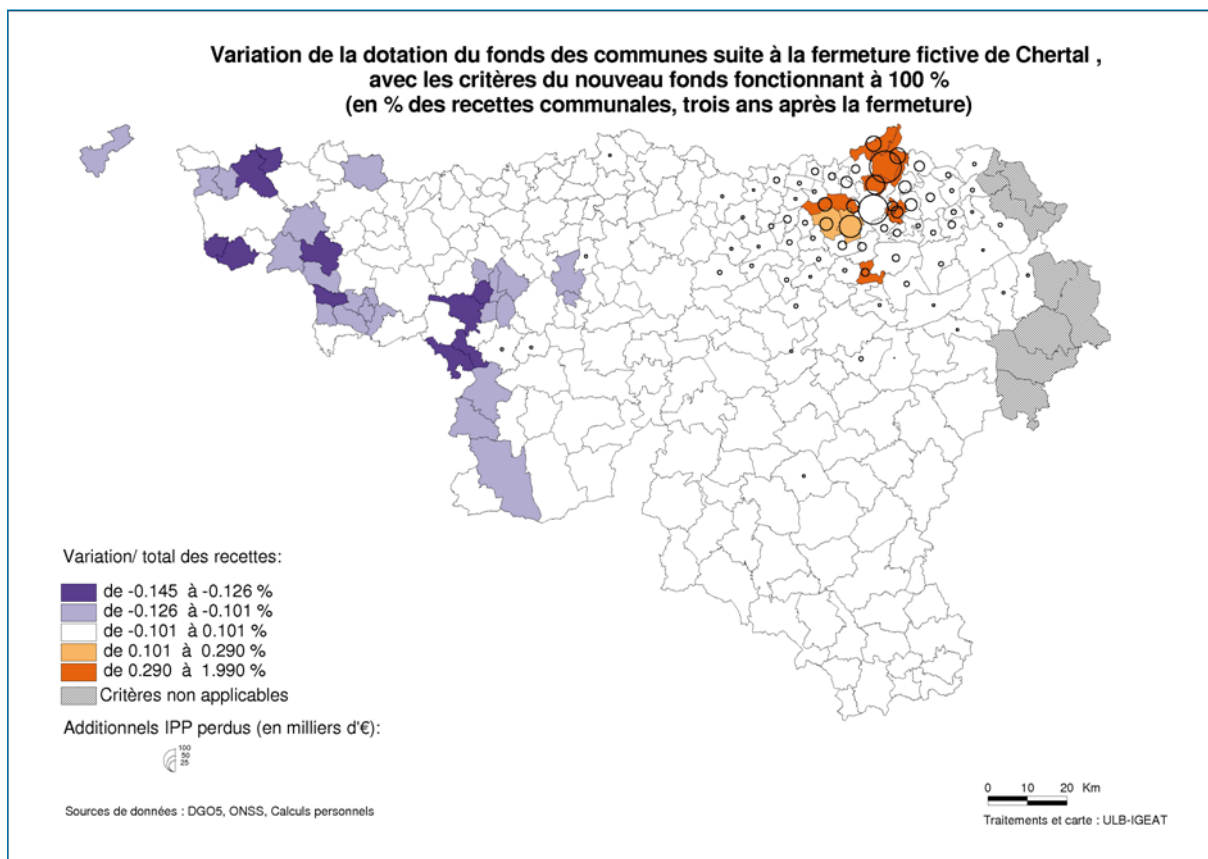 Variation de la dotation du fonds des communes suite à la fermeture fictive de Chertal ,
avec les critères du nouveau fonds fonctionnant à 100 %
(en % des recettes communales, trois ans après la fermeture)
Variation/ total des recettes:
de -0.145 à -0.126 %
de -0.126 à -0.101 %
de -0.101 à 0.101 %
de 0.101 à 0.290 %
de 0.290 à 1.990 %
Critères non applicables
Additionnels IPP perdus (en milliers d'€):
100
50
25
Sources de données : DGO5, ONSS, Calculs personnels
0 10 20 Km
Traitements et carte : ULB-IGEAT